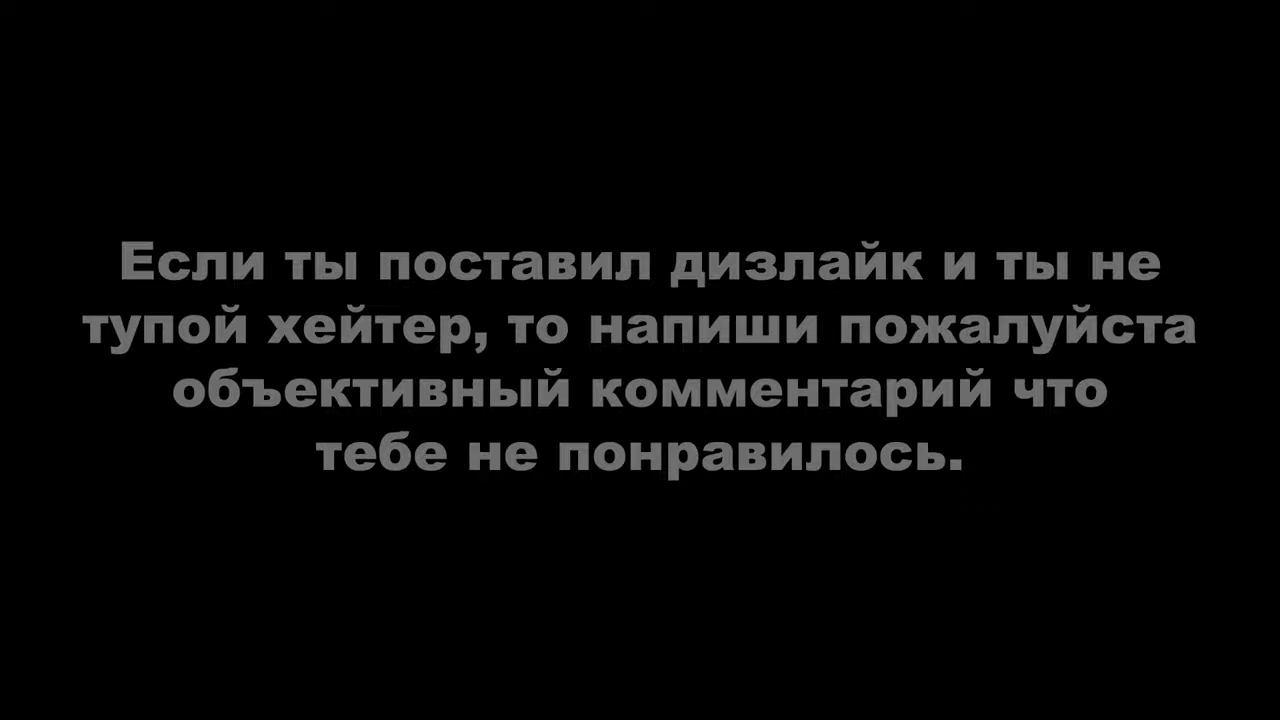 Если ты поставил дизлайк и ты не
тупой хейтер, то напиши пожалуйста
объективный комментарий что
тебе не понравилось.